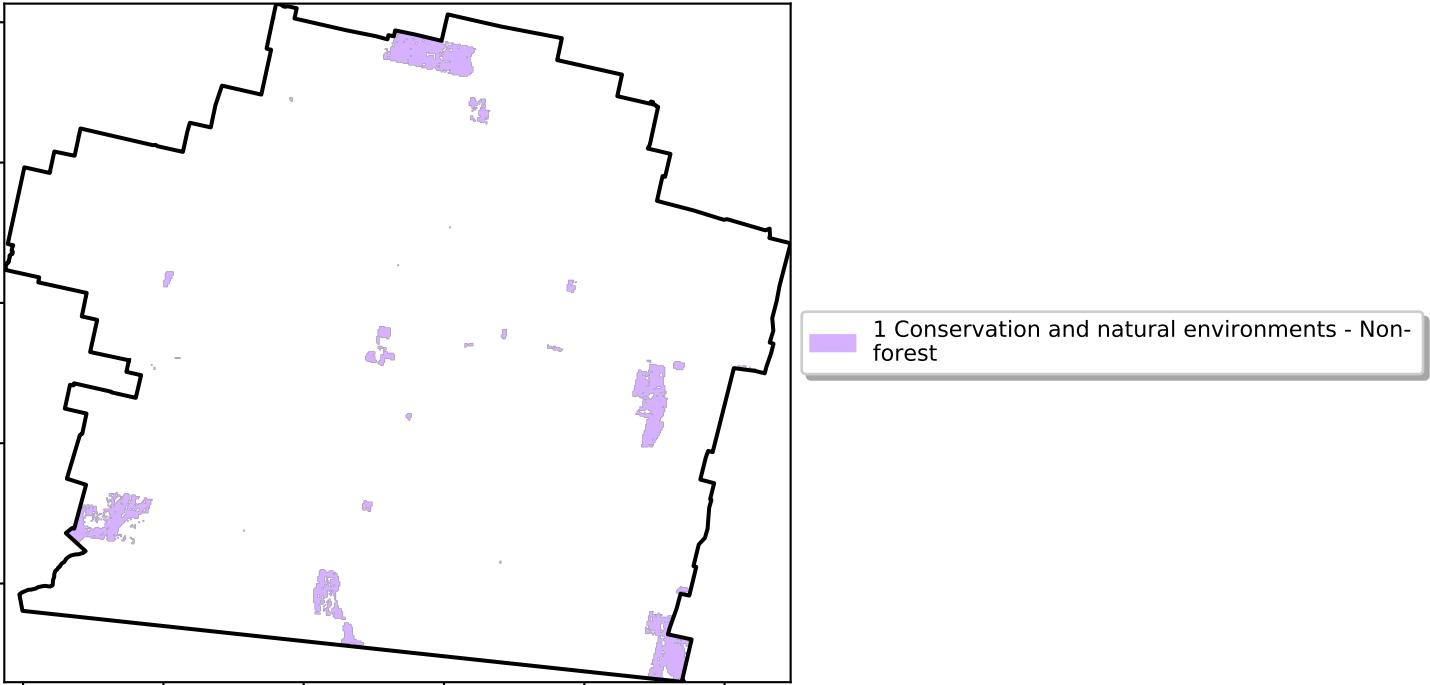 1 Conservation and natural environments - Non-
forest